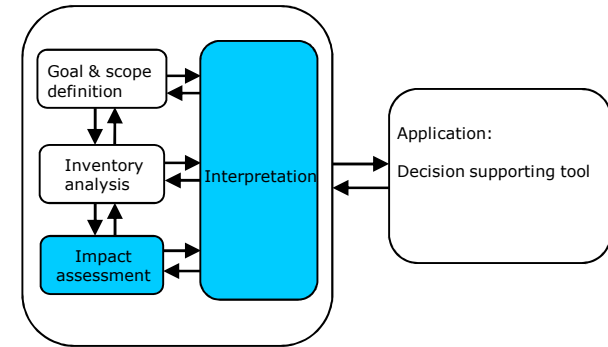 Goal & scope
definition
Inventory
analysis
Impact
assessment
Interpretation
Application:
Decision supporting tool